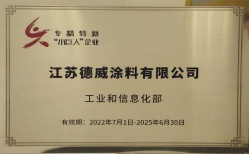 专精特新
“小巨人”企业
江苏德威涂料有限公司
工业和信息化部
有效期：2022年7月1日-2025年6月30日